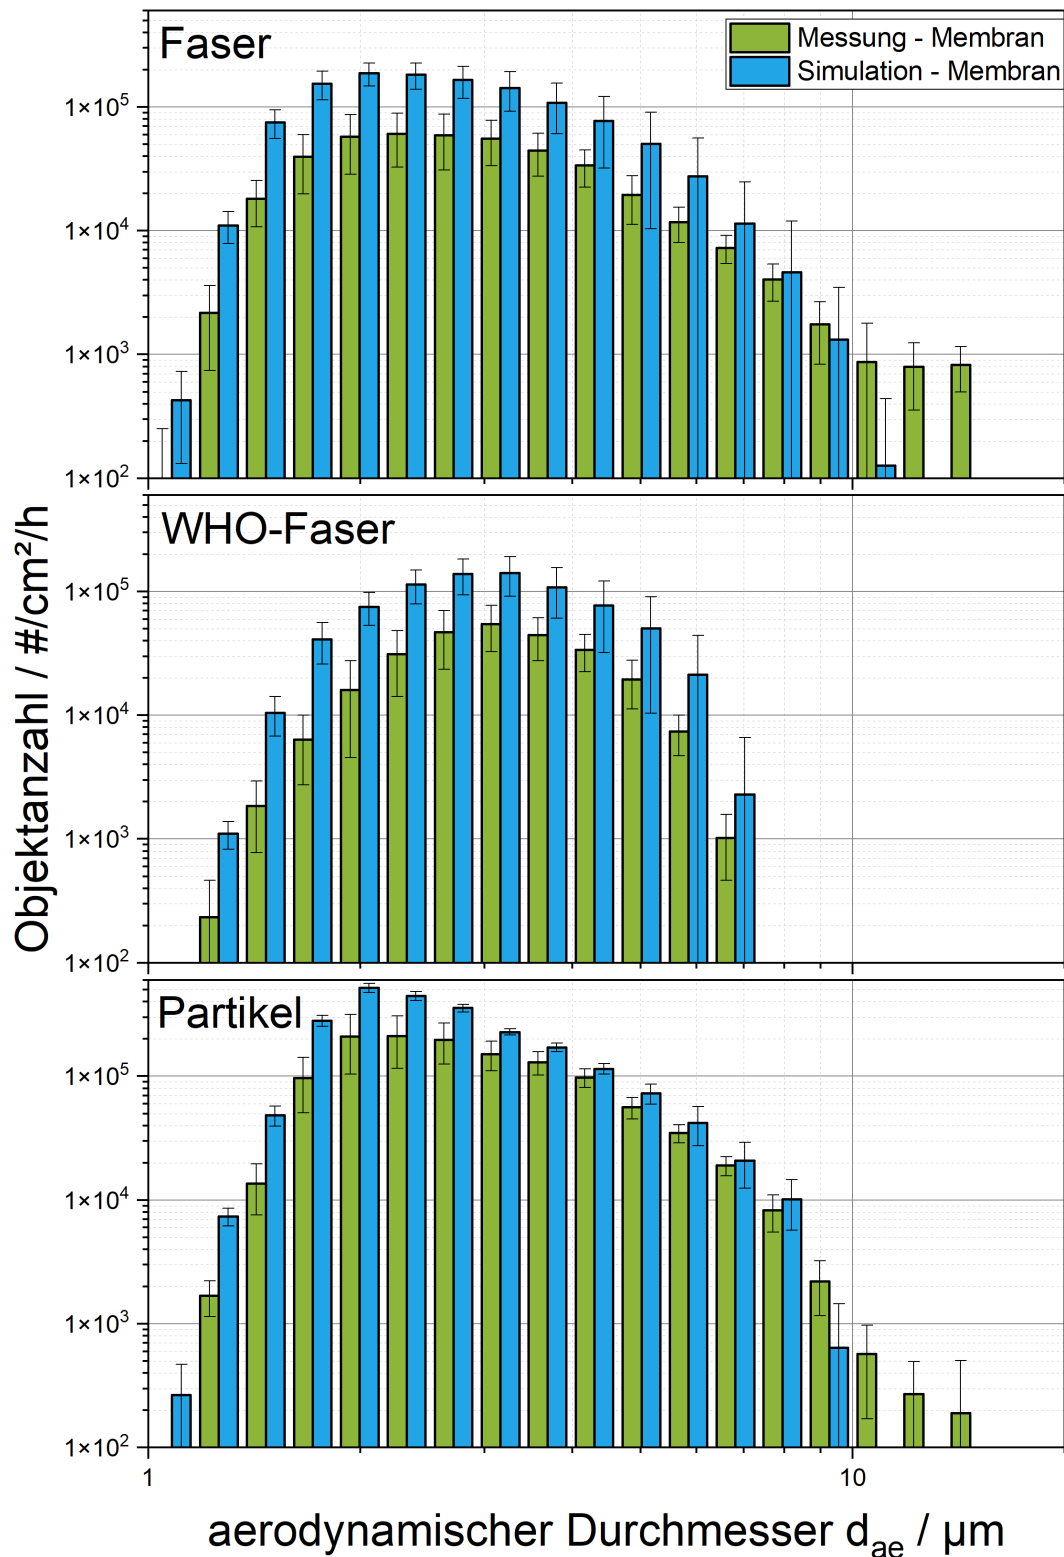 Faser
Messung - Membran
Simulation - Membran
1×10⁵
1×10⁴
1×10³
1×10²
WHO-Faser
1×10⁵
1×10⁴
1×10³
1×10²
Partikel
1×10⁵
1×10⁴
1×10³
1×10²
Objektanzahl / #/cm²/h
1 10
aerodynamischer Durchmesser dₐₑ / µm